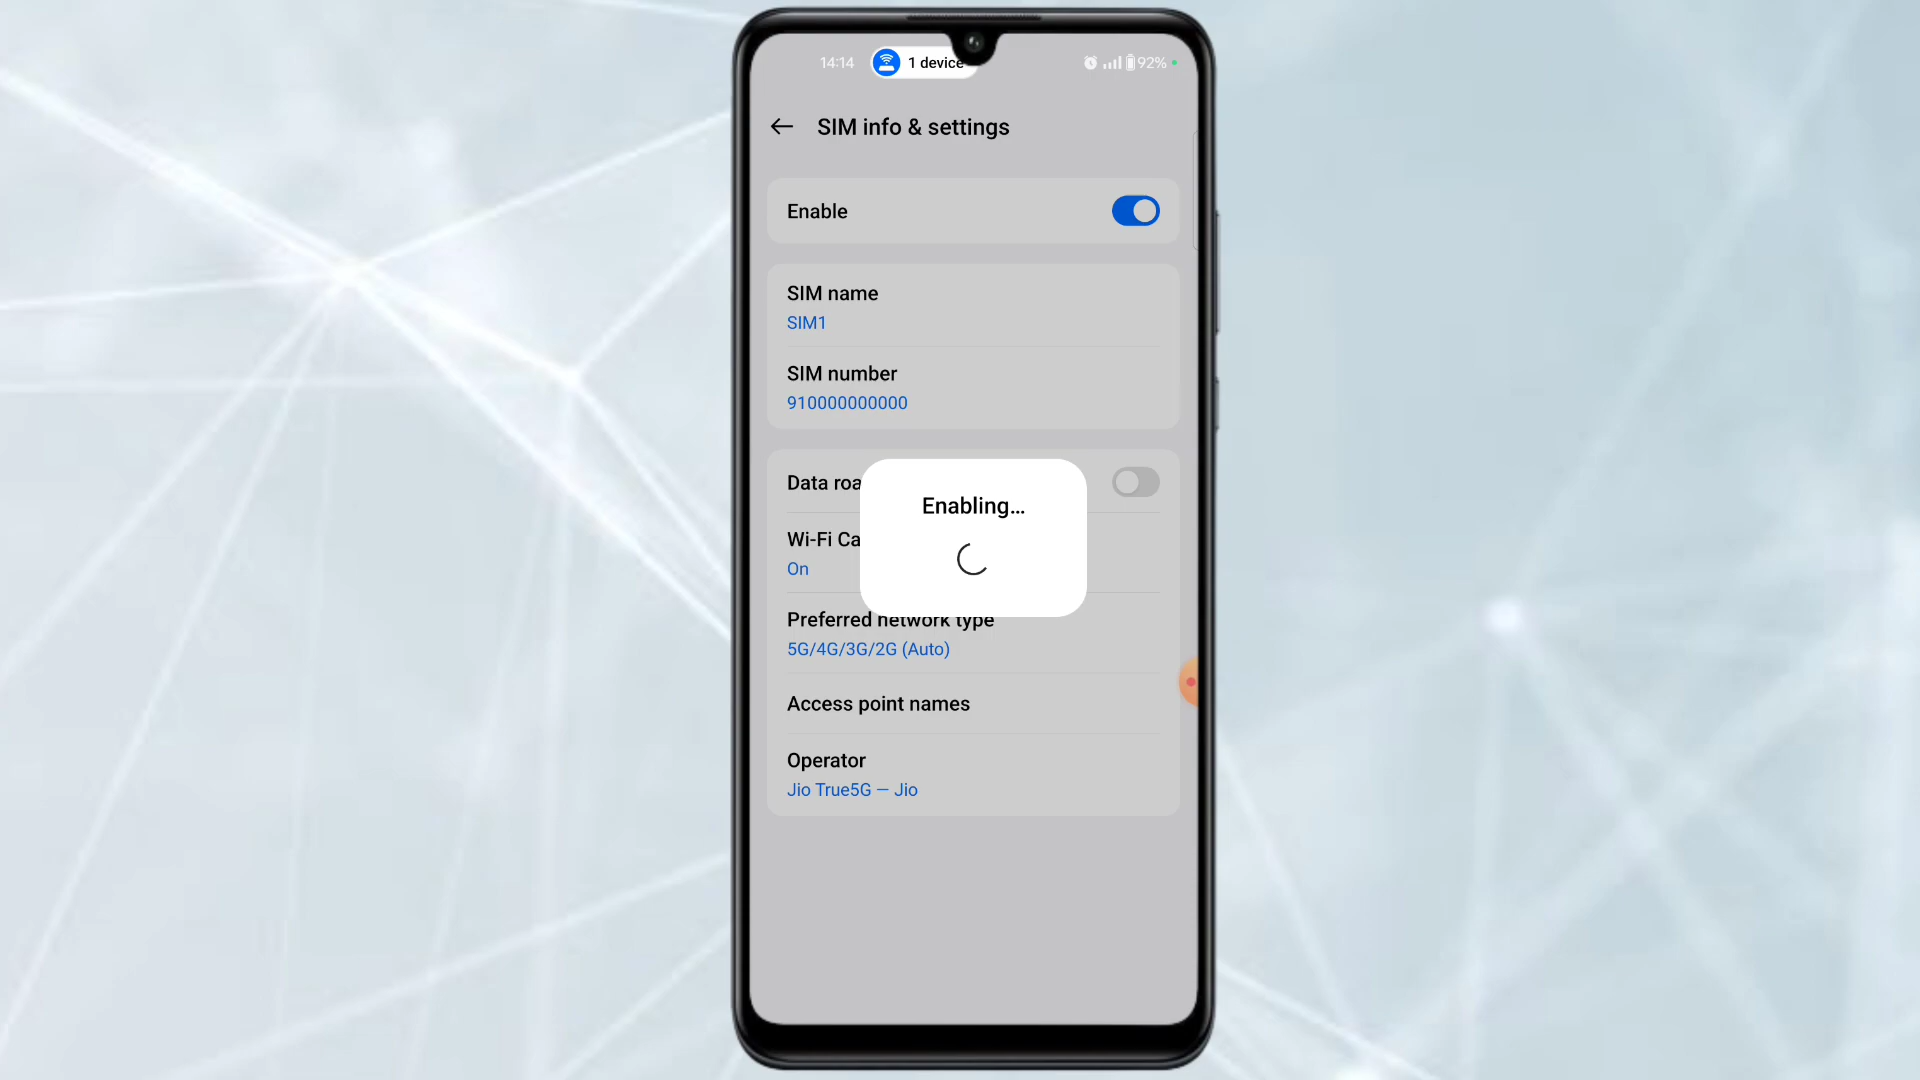 14:14
1 device
92%
SIM info & settings
Enable
SIM name
SIM1
SIM number
910000000000
Data roa
Enabling...
Wi-Fi Ca
On
Preferred network type
5G/4G/3G/2G (Auto)
Access point names
Operator
Jio True5G — Jio